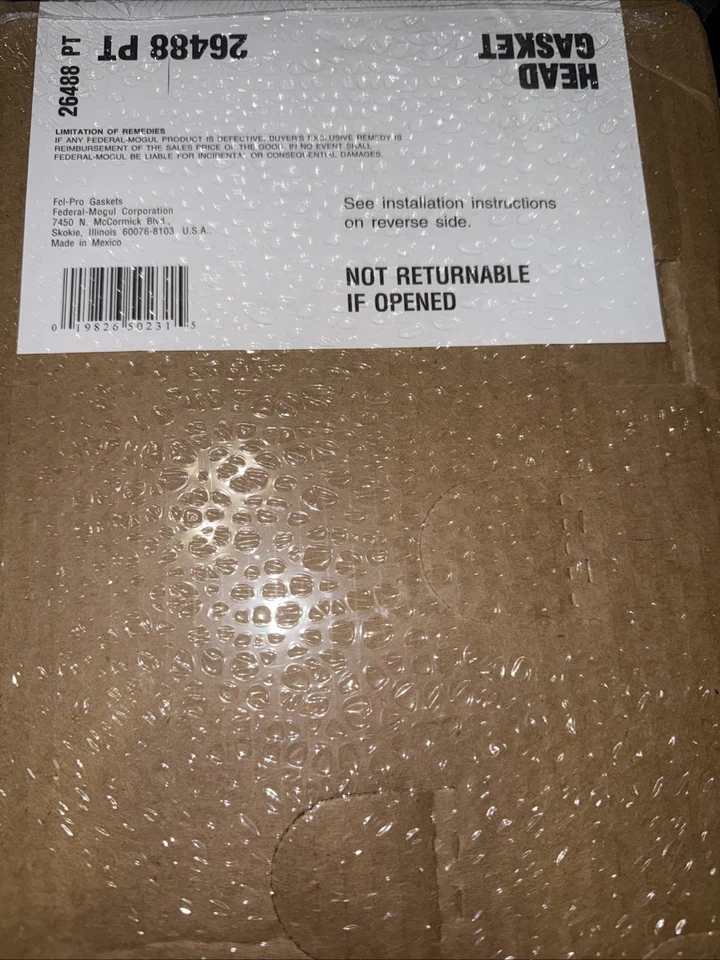 26488 PT
26488 PT
HEAD
GASKET
LIMITATION OF REMEDIES
IF ANY FEDERAL-MOGUL PRODUCT IS DEFECTIVE, BUYER'S EXCLUSIVE REMEDY IS
REIMBURSEMENT OF THE SALES PRICE OF THE GOOD. IN NO EVENT SHALL
FEDERAL-MOGUL BE LIABLE FOR INCIDENTAL OR CONSEQUENTIAL DAMAGES.
Fel-Pro Gaskets
Federal-Mogul Corporation
7450 N. McCormick Blvd.,
Skokie, Illinois 60076-8103 U.S.A.
Made in Mexico
See installation instructions
on reverse side.
NOT RETURNABLE
IF OPENED
0 19826 50231 5